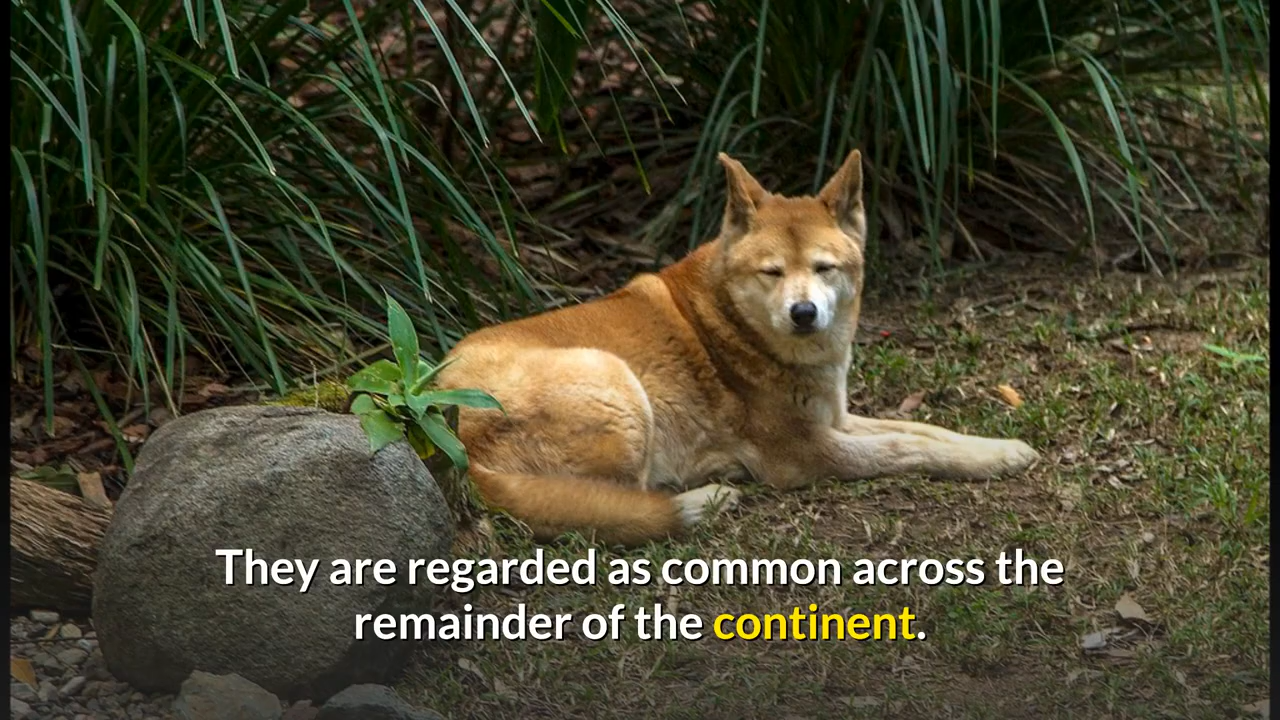 They are regarded as common across the
remainder of the continent.